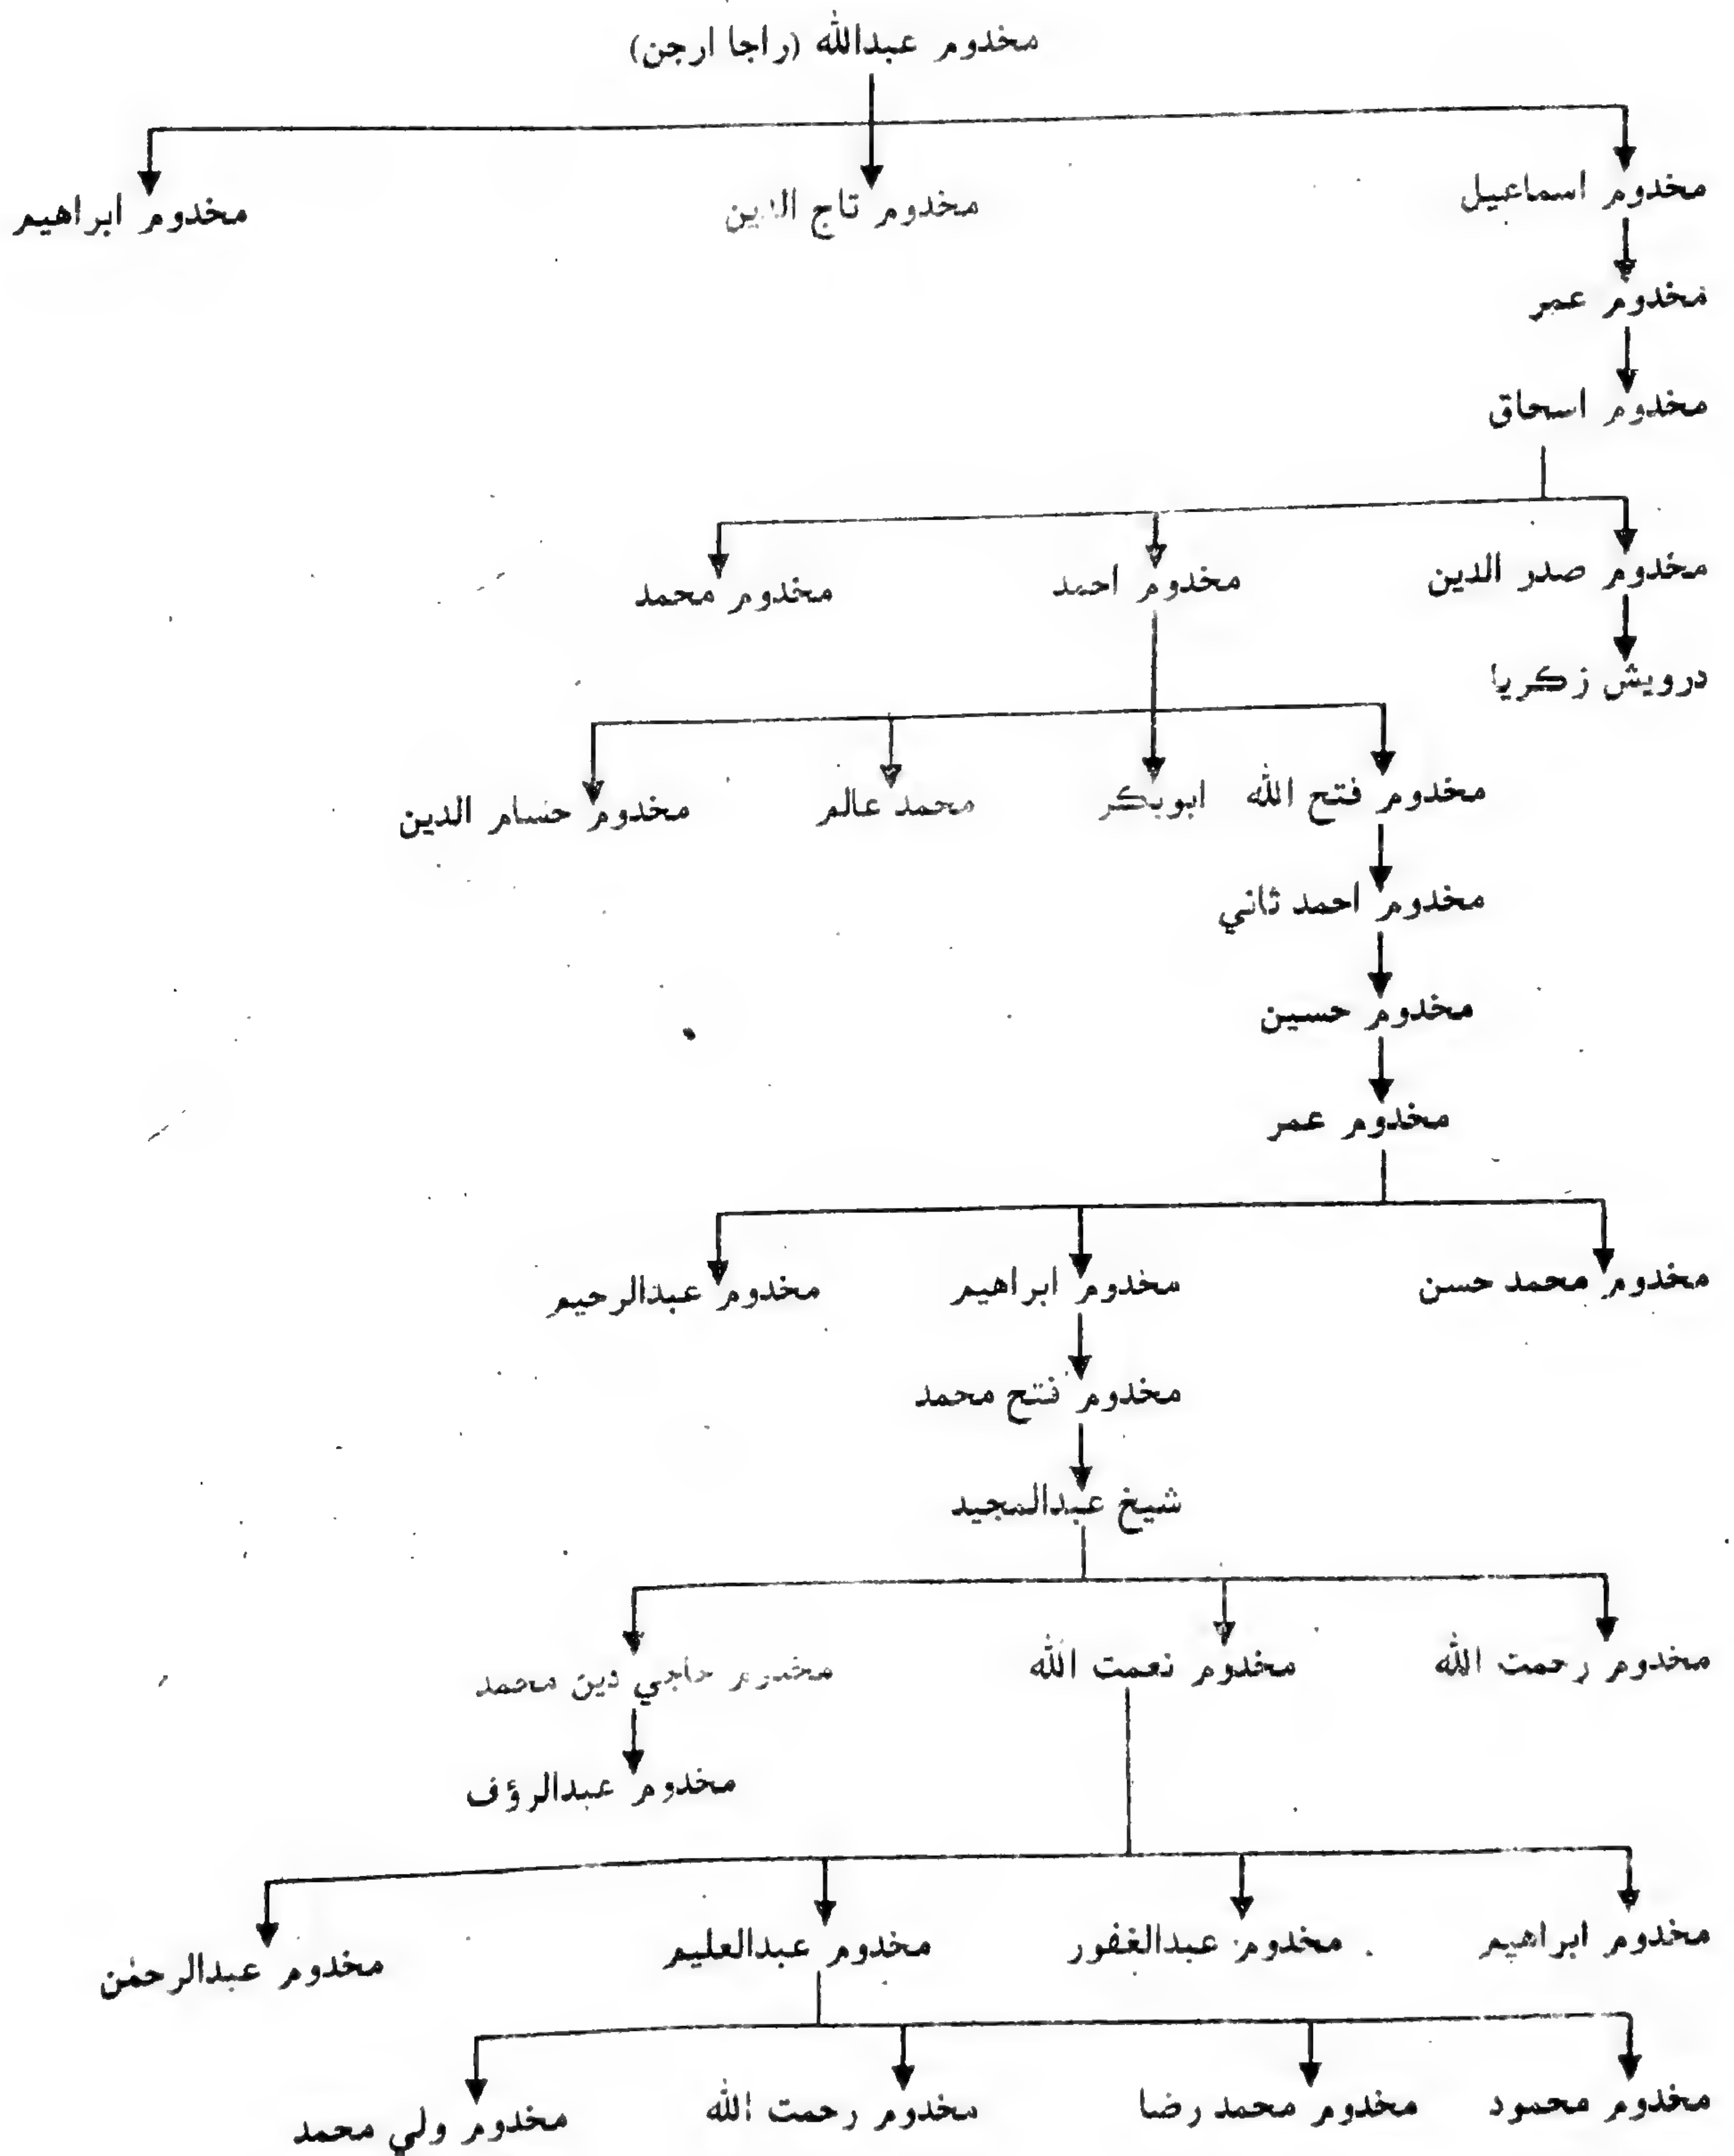 مخدوم عبدالله (راجا ارجن)
مخدوم اسماعيل مخدوم تاج الدين مخدوم ابراهيم
مخدوم عمر
مخدوم اسحاق
مخدوم صدر الدين مخدوم احمد مخدوم محمد
درويش زڪريا
مخدوم فتح الله ابوبڪر محمد عالم مخدوم حسام الدين
مخدوم احمد ثاني
مخدوم حسين
مخدوم عمر
مخدوم محمد حسن مخدوم ابراهيم مخدوم عبدالرحيم
مخدوم فتح محمد
شيخ عبدالمجيد
مخدوم رحمت الله مخدوم نعمت الله مخدوم حاجي دين محمد
مخدوم عبدالرؤف
مخدوم ابراهيم مخدوم عبدالغفور مخدوم عبدالعليم مخدوم عبدالرحمٰن
مخدوم محمود مخدوم محمد رضا مخدوم رحمت الله مخدوم ولي محمد